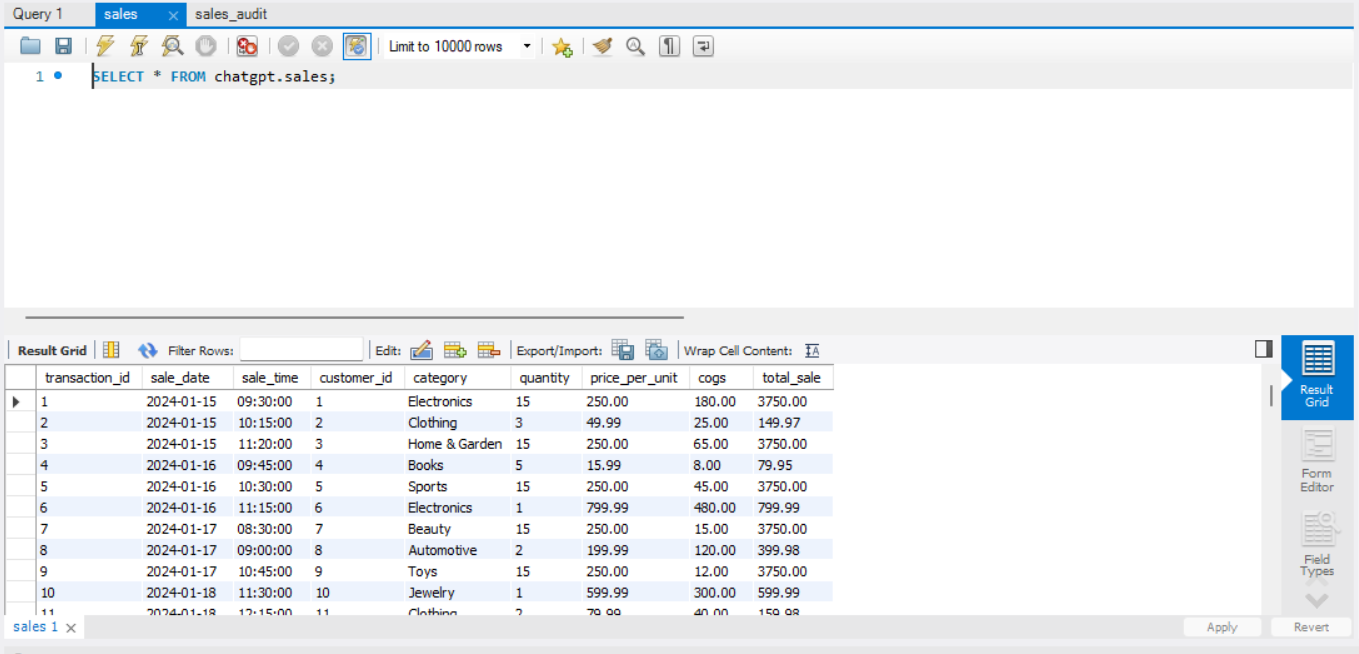 Query 1 sales × sales_audit
Limit to 10000 rows
1 SELECT * FROM chatgpt.sales;
Result Grid Filter Rows: Edit: Export/Import: Wrap Cell Content:
transaction_id sale_date sale_time customer_id category quantity price_per_unit cogs total_sale
1 2024-01-15 09:30:00 1 Electronics 15 250.00 180.00 3750.00
2 2024-01-15 10:15:00 2 Clothing 3 49.99 25.00 149.97
3 2024-01-15 11:20:00 3 Home & Garden 15 250.00 65.00 3750.00
4 2024-01-16 09:45:00 4 Books 5 15.99 8.00 79.95
5 2024-01-16 10:30:00 5 Sports 15 250.00 45.00 3750.00
6 2024-01-16 11:15:00 6 Electronics 1 799.99 480.00 799.99
7 2024-01-17 08:30:00 7 Beauty 15 250.00 15.00 3750.00
8 2024-01-17 09:00:00 8 Automotive 2 199.99 120.00 399.98
9 2024-01-17 10:45:00 9 Toys 15 250.00 12.00 3750.00
10 2024-01-18 11:30:00 10 Jewelry 1 599.99 300.00 599.99
11 2024-01-18 12:15:00 11 Clothing 2 79.99 40.00 159.98
Result
Grid
Form
Editor
Field
Types
sales 1 × Apply Revert